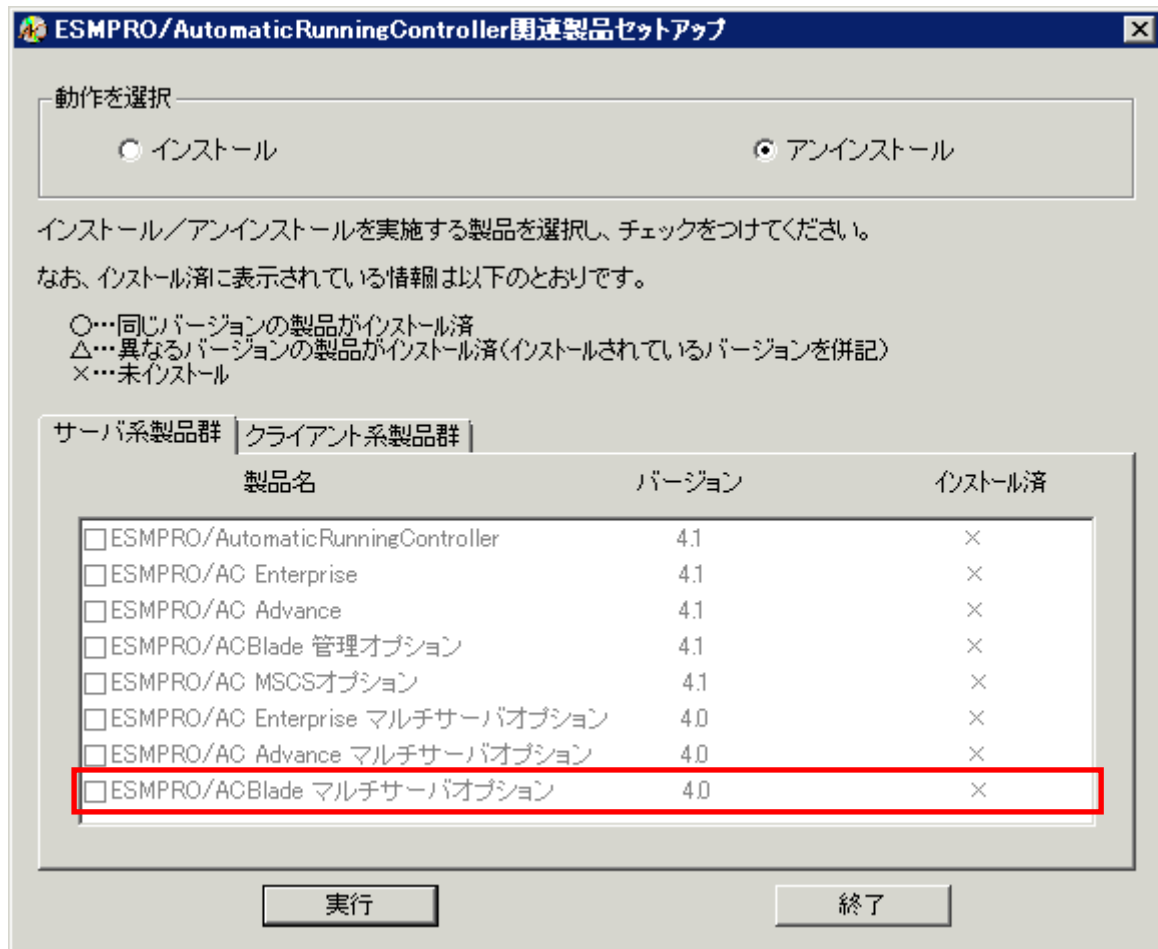 ESMPRO/AutomaticRunningController関連製品セットアップ
動作を選択
インストール
アンインストール
インストール／アンインストールを実施する製品を選択し、チェックをつけてください。
なお、インストール済に表示されている情報は以下のとおりです。
○…同じバージョンの製品がインストール済
△…異なるバージョンの製品がインストール済(インストールされているバージョンを併記)
×…未インストール
サーバ系製品群 クライアント系製品群
製品名 バージョン インストール済
ESMPRO/AutomaticRunningController 4.1 ×
ESMPRO/AC Enterprise 4.1 ×
ESMPRO/AC Advance 4.1 ×
ESMPRO/ACBlade 管理オプション 4.1 ×
ESMPRO/AC MSCSオプション 4.1 ×
ESMPRO/AC Enterprise マルチサーバオプション 4.0 ×
ESMPRO/AC Advance マルチサーバオプション 4.0 ×
ESMPRO/ACBlade マルチサーバオプション 4.0 ×
実行 終了